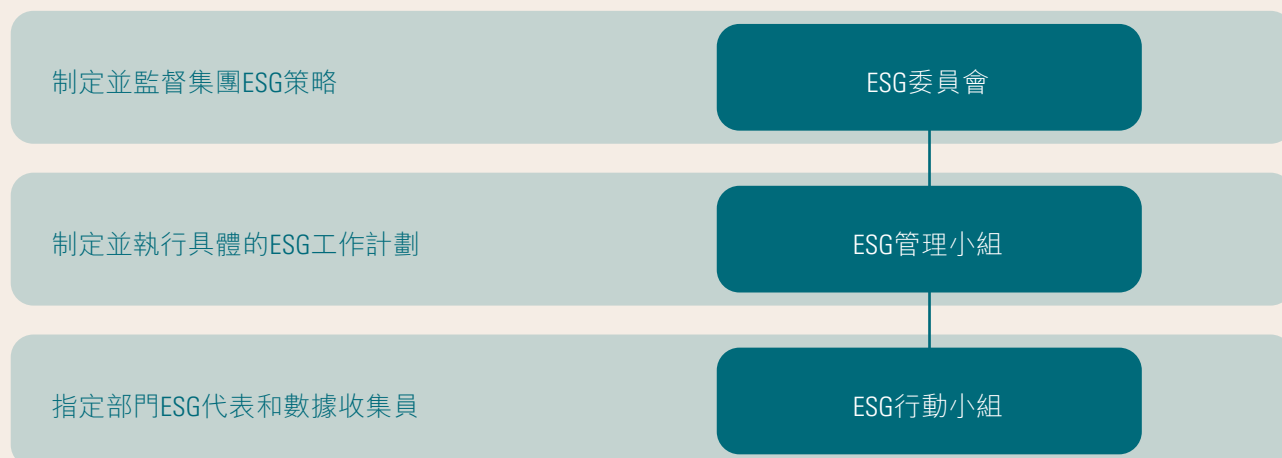 制定並監督集團ESG策略
ESG委員會
制定並執行具體的ESG工作計劃
ESG管理小組
指定部門ESG代表和數據收集員
ESG行動小組